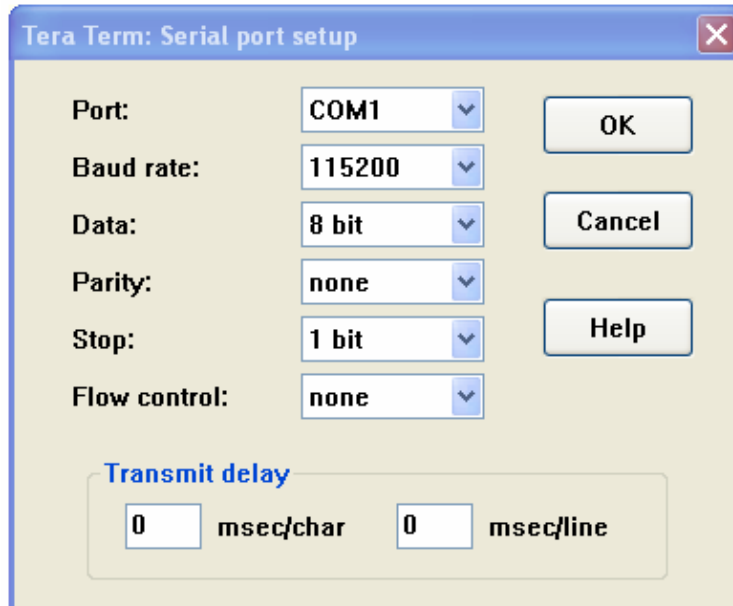 Tera Term: Serial port setup
Port: COM1 OK
Baud rate: 115200
Data: 8 bit Cancel
Parity: none
Stop: 1 bit Help
Flow control: none
Transmit delay
0 msec/char 0 msec/line